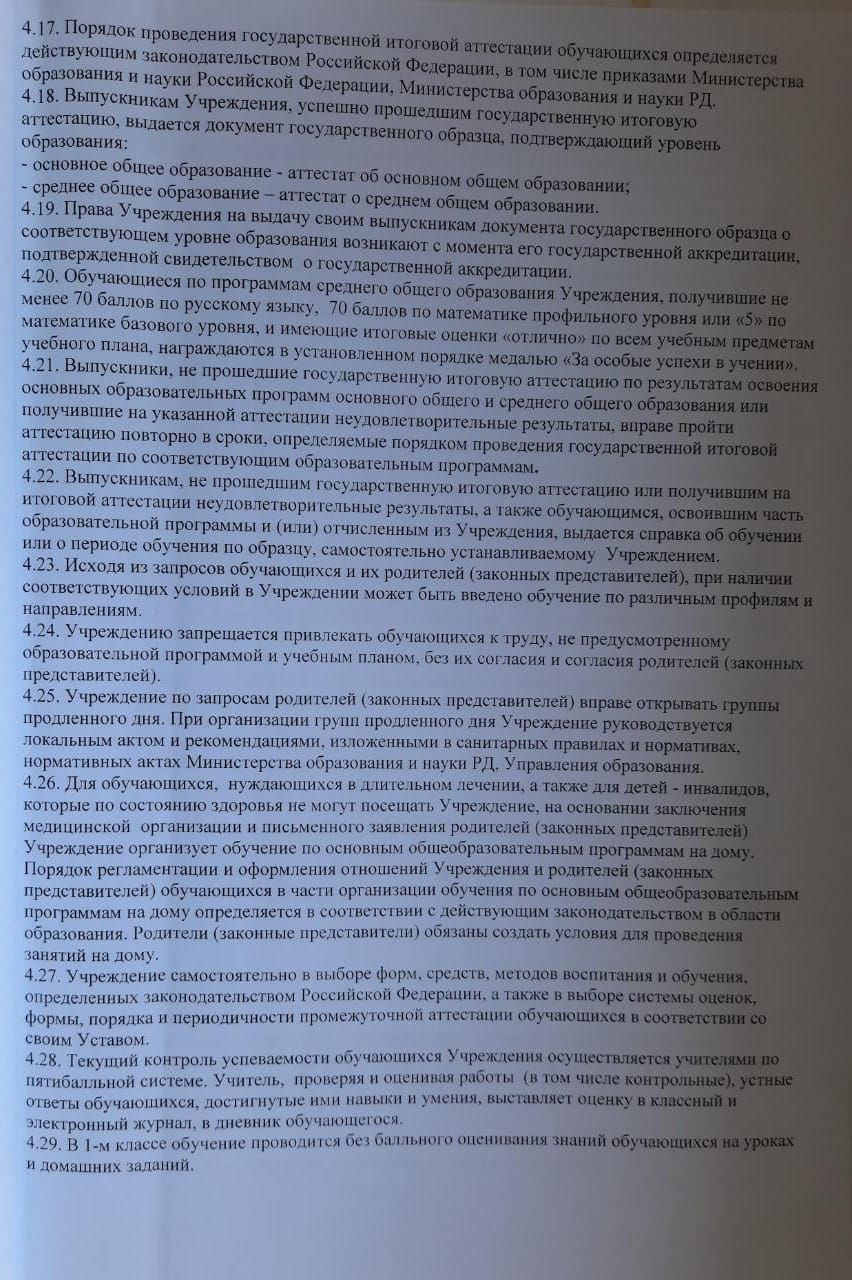 4.17. Порядок проведения государственной итоговой аттестации обучающихся определяется
действующим законодательством Российской Федерации, в том числе приказами Министерства
образования и науки Российской Федерации, Министерства образования и науки РД.
4.18. Выпускникам Учреждения, успешно прошедшим государственную итоговую
аттестацию, выдается документ государственного образца, подтверждающий уровень
образования:
- основное общее образование - аттестат об основном общем образовании;
- среднее общее образование – аттестат о среднем общем образовании.
4.19. Права Учреждения на выдачу своим выпускникам документа государственного образца о
соответствующем уровне образования возникают с момента его государственной аккредитации,
подтвержденной свидетельством о государственной аккредитации.
4.20. Обучающиеся по программам среднего общего образования Учреждения, получившие не
менее 70 баллов по русскому языку, 70 баллов по математике профильного уровня или «5» по
математике базового уровня, и имеющие итоговые оценки «отлично» по всем учебным предметам
учебного плана, награждаются в установленном порядке медалью «За особые успехи в учении».
4.21. Выпускники, не прошедшие государственную итоговую аттестацию по результатам освоения
основных образовательных программ основного общего и среднего общего образования или
получившие на указанной аттестации неудовлетворительные результаты, вправе пройти
аттестацию повторно в сроки, определяемые порядком проведения государственной итоговой
аттестации по соответствующим образовательным программам.
4.22. Выпускникам, не прошедшим государственную итоговую аттестацию или получившим на
итоговой аттестации неудовлетворительные результаты, а также обучающимся, освоившим часть
образовательной программы и (или) отчисленным из Учреждения, выдается справка об обучении
или о периоде обучения по образцу, самостоятельно устанавливаемому Учреждением.
4.23. Исходя из запросов обучающихся и их родителей (законных представителей), при наличии
соответствующих условий в Учреждении может быть введено обучение по различным профилям и
направлениям.
4.24. Учреждению запрещается привлекать обучающихся к труду, не предусмотренному
образовательной программой и учебным планом, без их согласия и согласия родителей (законных
представителей).
4.25. Учреждение по запросам родителей (законных представителей) вправе открывать группы
продленного дня. При организации групп продленного дня Учреждение руководствуется
локальным актом и рекомендациями, изложенными в санитарных правилах и нормативах,
нормативных актах Министерства образования и науки РД, Управления образования.
4.26. Для обучающихся, нуждающихся в длительном лечении, а также для детей - инвалидов,
которые по состоянию здоровья не могут посещать Учреждение, на основании заключения
медицинской организации и письменного заявления родителей (законных представителей)
Учреждение организует обучение по основным общеобразовательным программам на дому.
Порядок регламентации и оформления отношений Учреждения и родителей (законных
представителей) обучающихся в части организации обучения по основным общеобразовательным
программам на дому определяется в соответствии с действующим законодательством в области
образования. Родители (законные представители) обязаны создать условия для проведения
занятий на дому.
4.27. Учреждение самостоятельно в выборе форм, средств, методов воспитания и обучения,
определенных законодательством Российской Федерации, а также в выборе системы оценок,
формы, порядка и периодичности промежуточной аттестации обучающихся в соответствии со
своим Уставом.
4.28. Текущий контроль успеваемости обучающихся Учреждения осуществляется учителями по
пятибалльной системе. Учитель, проверяя и оценивая работы (в том числе контрольные), устные
ответы обучающихся, достигнутые ими навыки и умения, выставляет оценку в классный и
электронный журнал, в дневник обучающегося.
4.29. В 1-м классе обучение проводится без балльного оценивания знаний обучающихся на уроках
и домашних заданий.